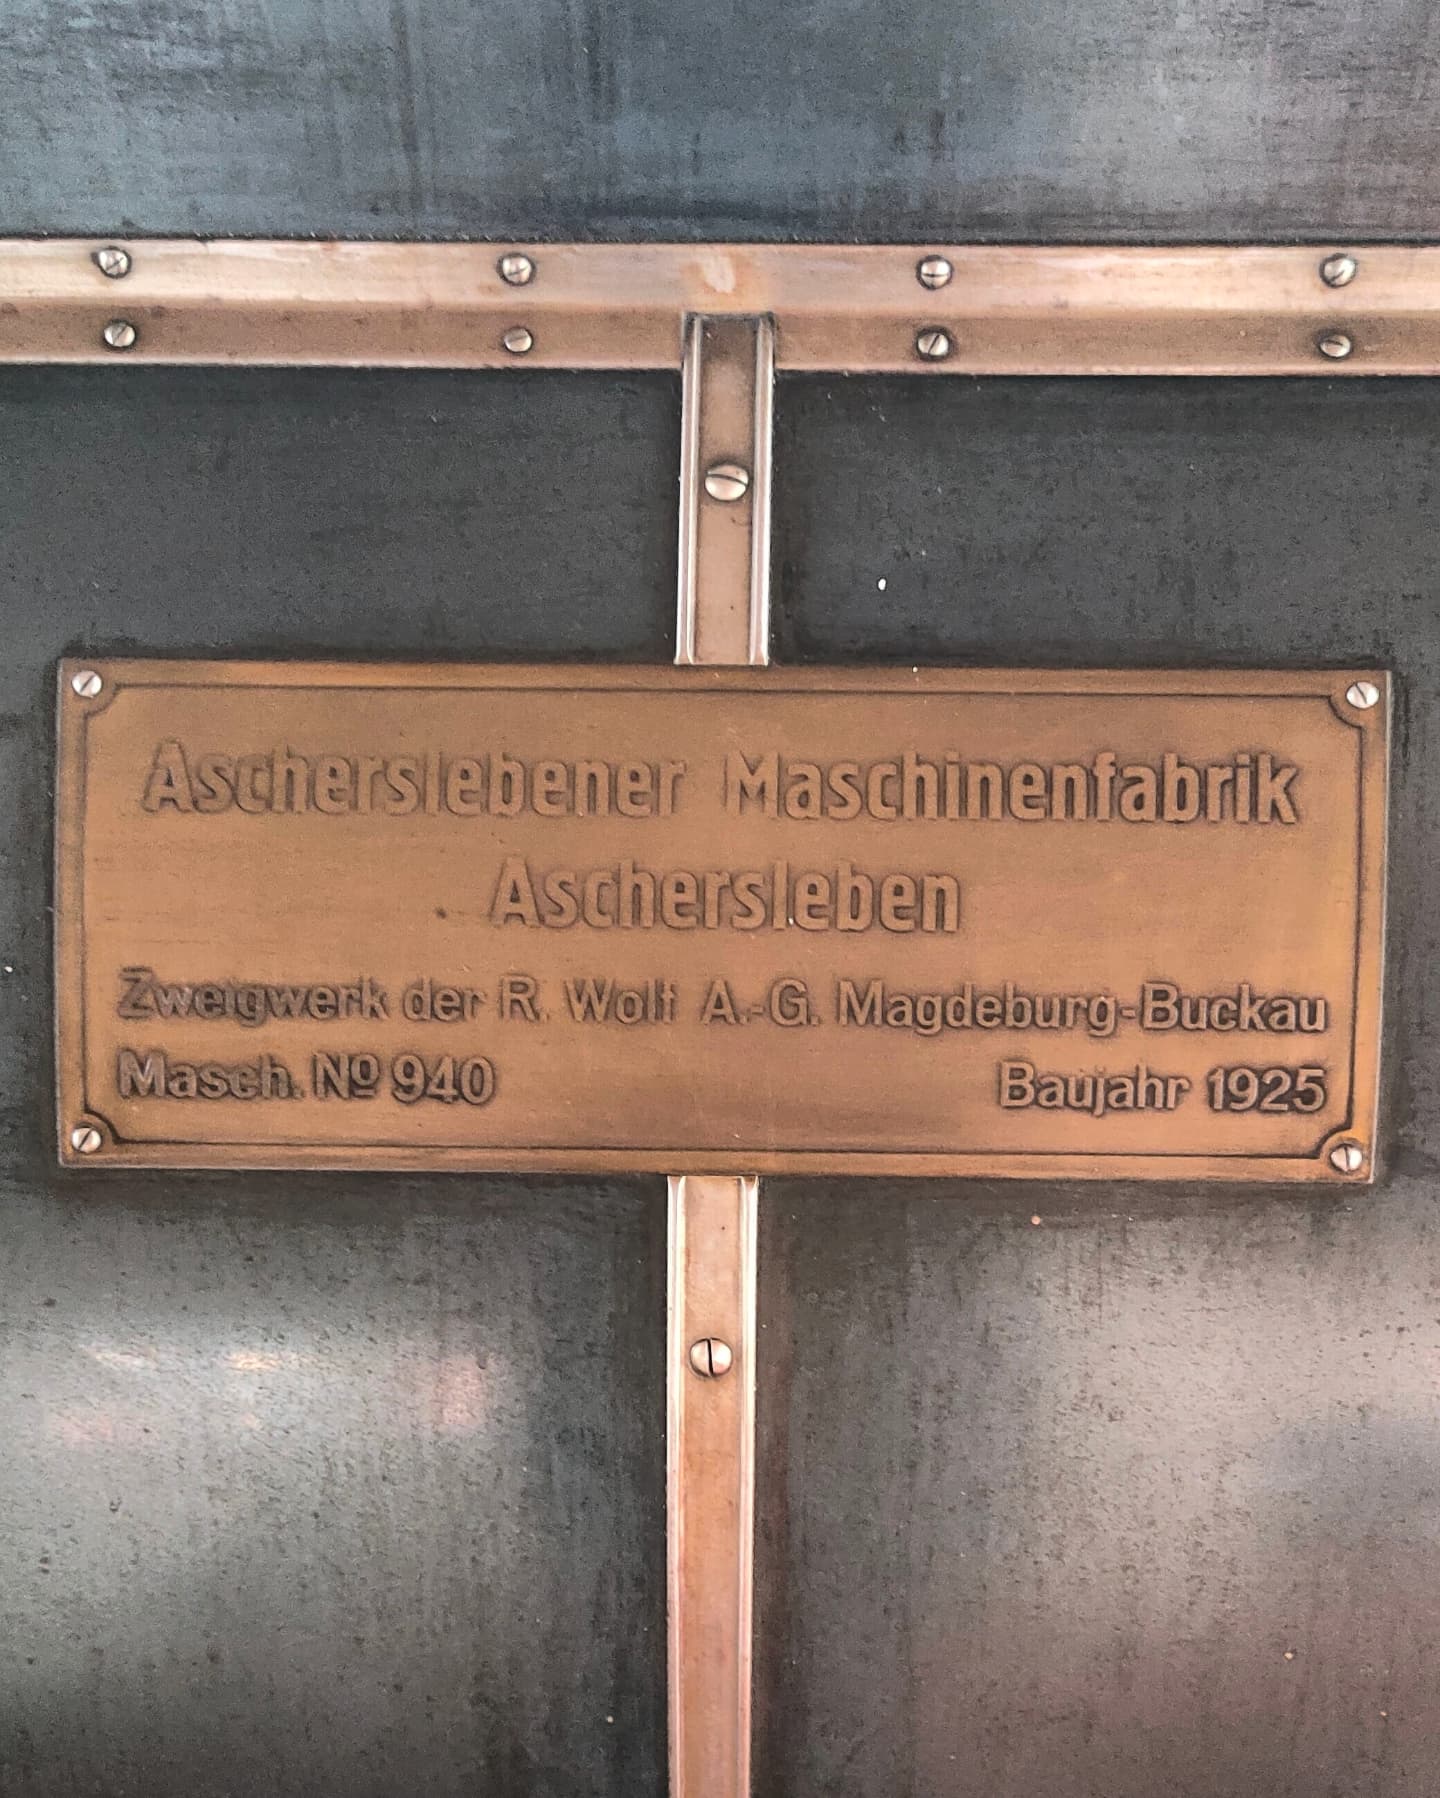 Ascherslebener Maschinenfabrik
Aschersleben
Zweigwerk der R. Wolf A.-G. Magdeburg-Buckau
Masch. Nº 940 Baujahr 1925